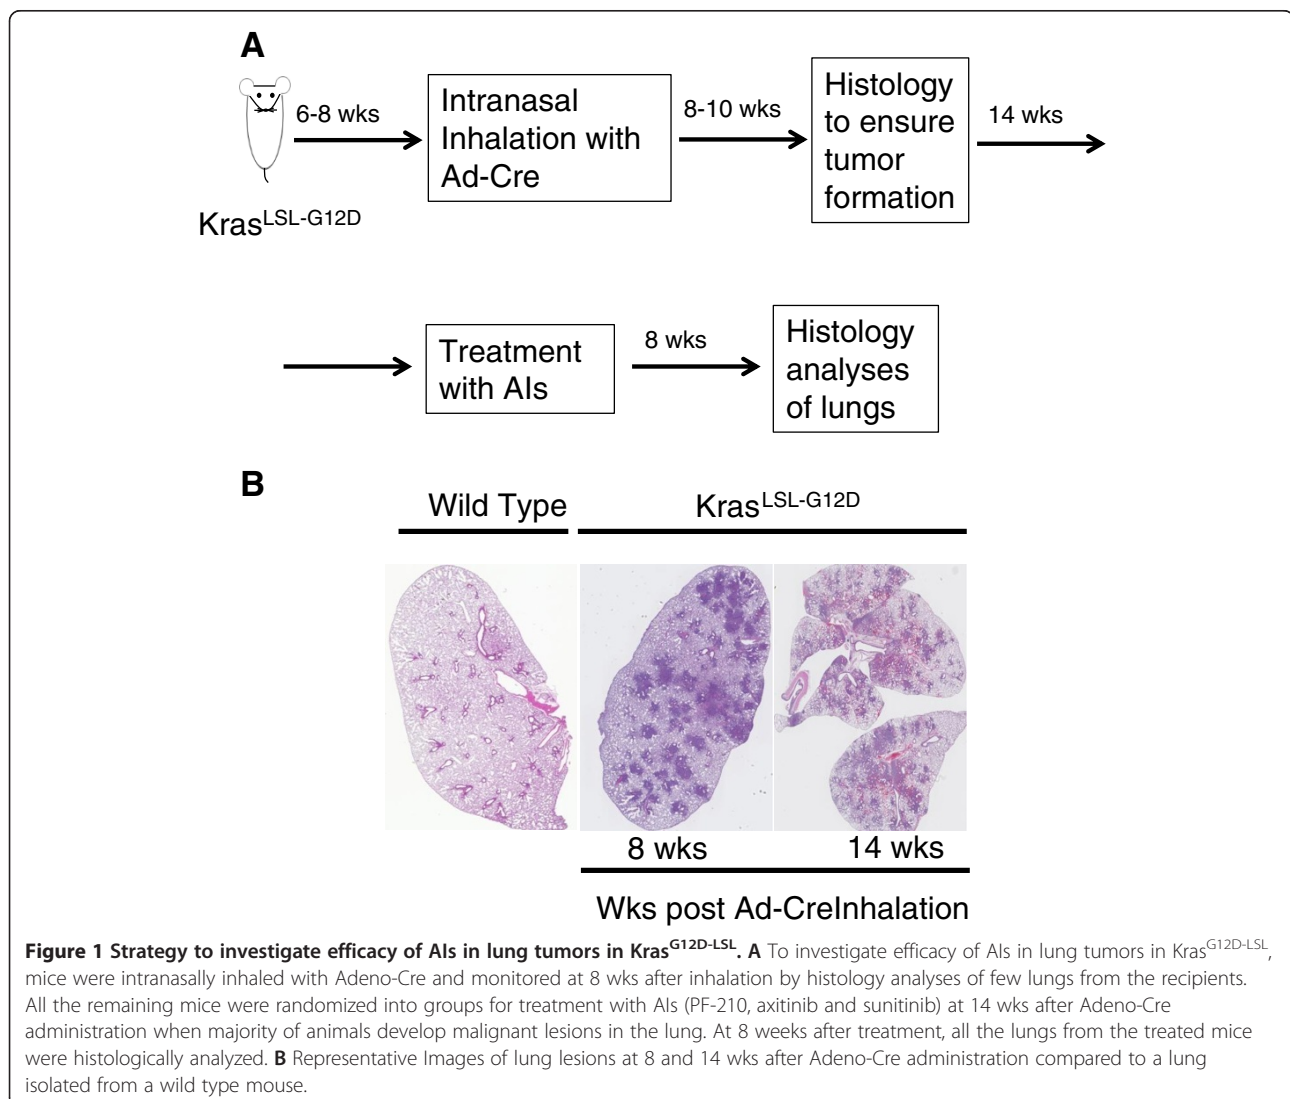 A
6-8 wks
Kras^LSL-G12D
Intranasal
Inhalation with
Ad-Cre
8-10 wks
Histology
to ensure
tumor
formation
14 wks
Treatment
with AIs
8 wks
Histology
analyses
of lungs
B
Wild Type
Kras^LSL-G12D
8 wks
14 wks
Wks post Ad-CreInhalation
Figure 1 Strategy to investigate efficacy of AIs in lung tumors in Kras^G12D-LSL. A To investigate efficacy of AIs in lung tumors in Kras^G12D-LSL,
mice were intranasally inhaled with Adeno-Cre and monitored at 8 wks after inhalation by histology analyses of few lungs from the recipients.
All the remaining mice were randomized into groups for treatment with AIs (PF-210, axitinib and sunitinib) at 14 wks after Adeno-Cre
administration when majority of animals develop malignant lesions in the lung. At 8 weeks after treatment, all the lungs from the treated mice
were histologically analyzed. B Representative Images of lung lesions at 8 and 14 wks after Adeno-Cre administration compared to a lung
isolated from a wild type mouse.